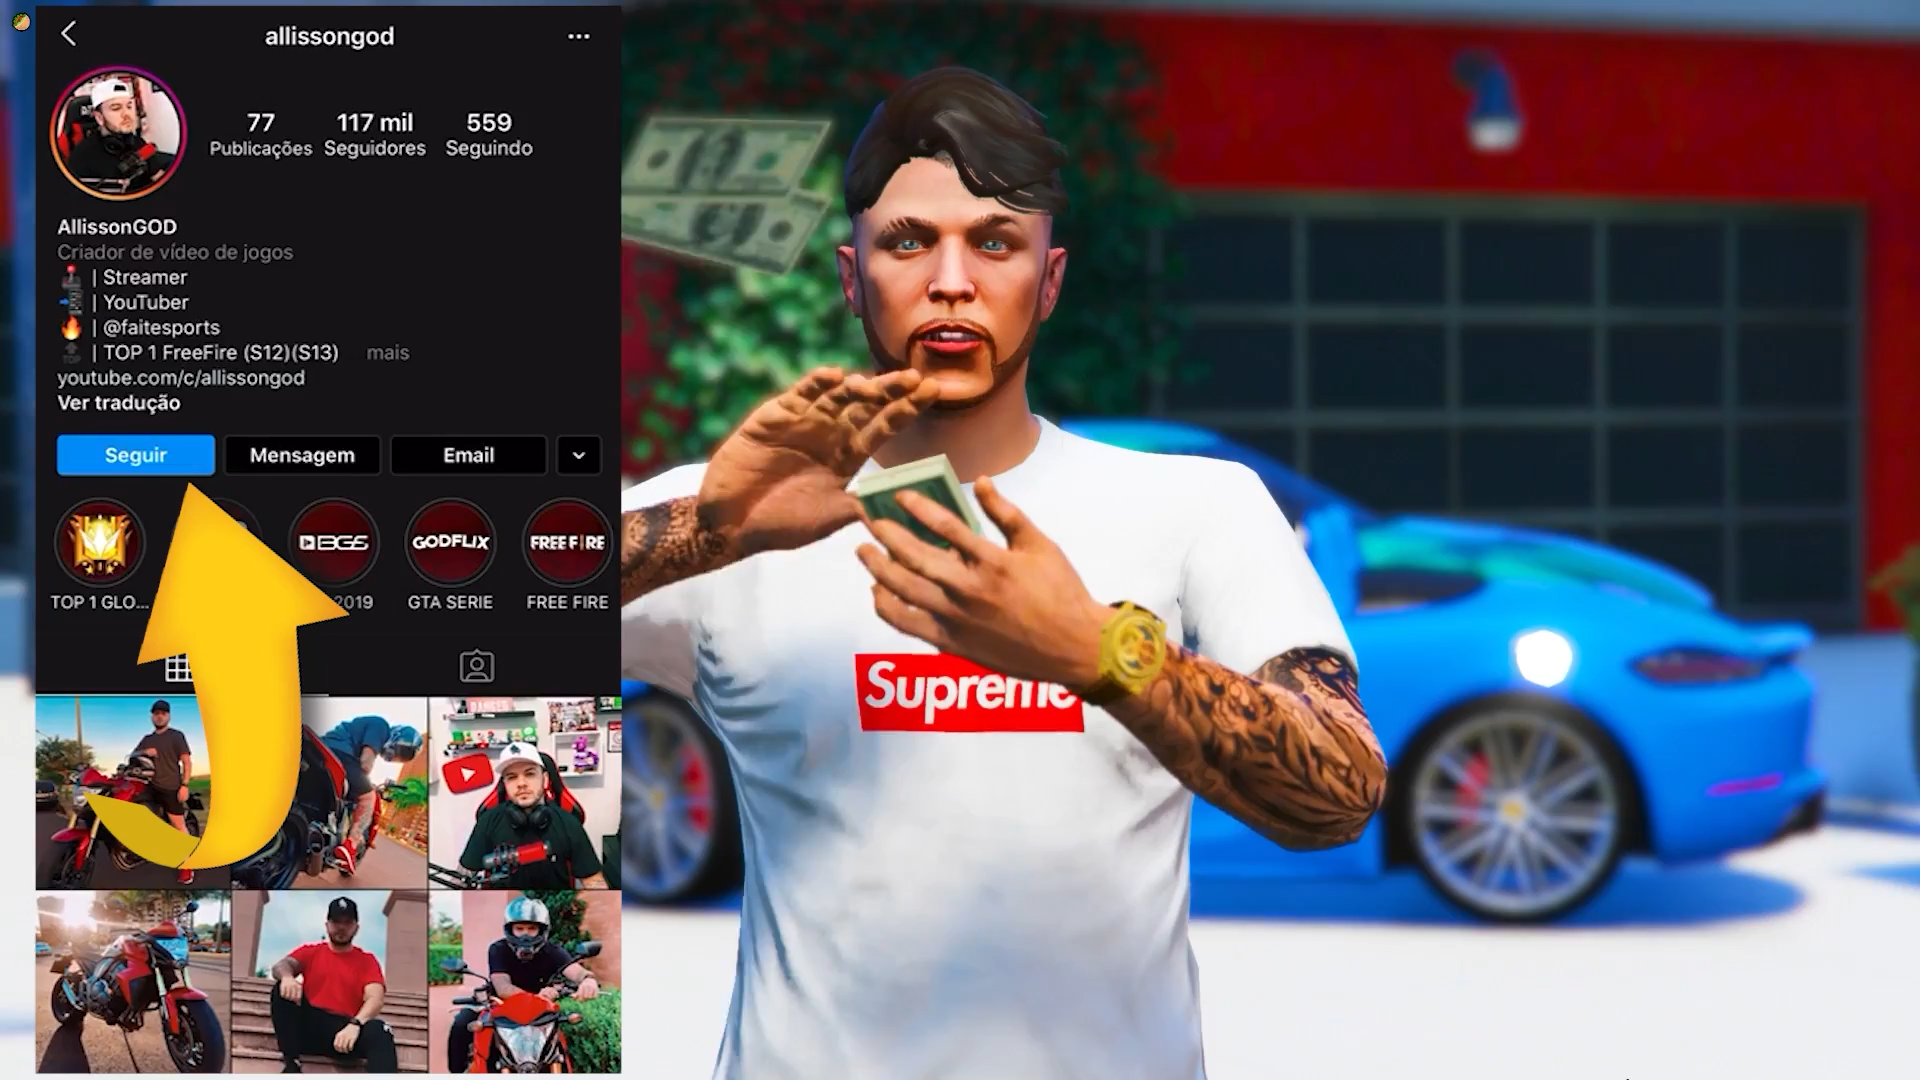 allissongod
77 117 mil 559
Publicações Seguidores Seguindo
AllissonGOD
Criador de vídeo de jogos
| Streamer
| YouTuber
| @faitesports
TOP | TOP 1 FreeFire (S12)(S13) mais
youtube.com/c/allissongod
Ver tradução
Seguir Mensagem Email
BGS GODFLIX FREE FIRE
TOP 1 GLO... 2019 GTA SERIE FREE FIRE
Supreme
DANGER